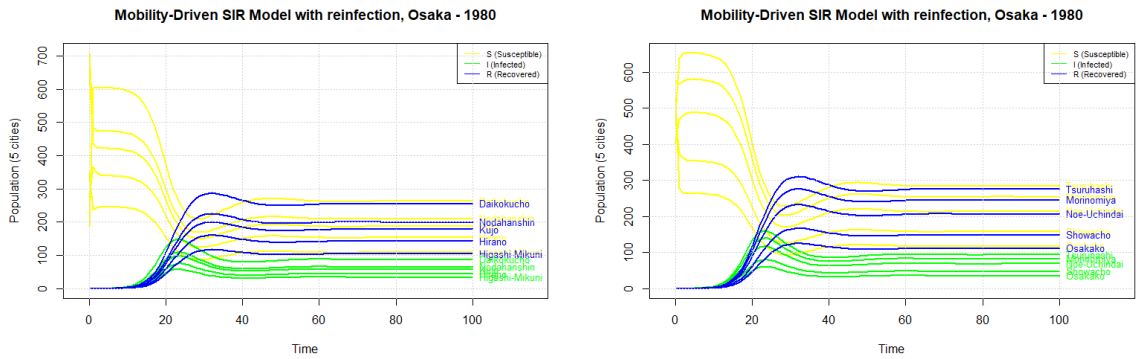 Mobility-Driven SIR Model with reinfection, Osaka - 1980
Population (5 cities)
700
600
500
400
300
200
100
0
S (Susceptible)
I (Infected)
R (Recovered)
Daikokucho
Nodahanshin
Kujo
Hirano
Higashi-Mikuni
Nodahanshin
Higashi-Mikuni
0
20
40
60
80
100
Time
Mobility-Driven SIR Model with reinfection, Osaka - 1980
Population (5 cities)
600
500
400
300
200
100
0
S (Susceptible)
I (Infected)
R (Recovered)
Tsuruhashi
Morinomiya
Noe-Uchindai
Showacho
Osakako
Tsuruhashi
Noe-Uchindai
Showacho
Osakako
0
20
40
60
80
100
Time